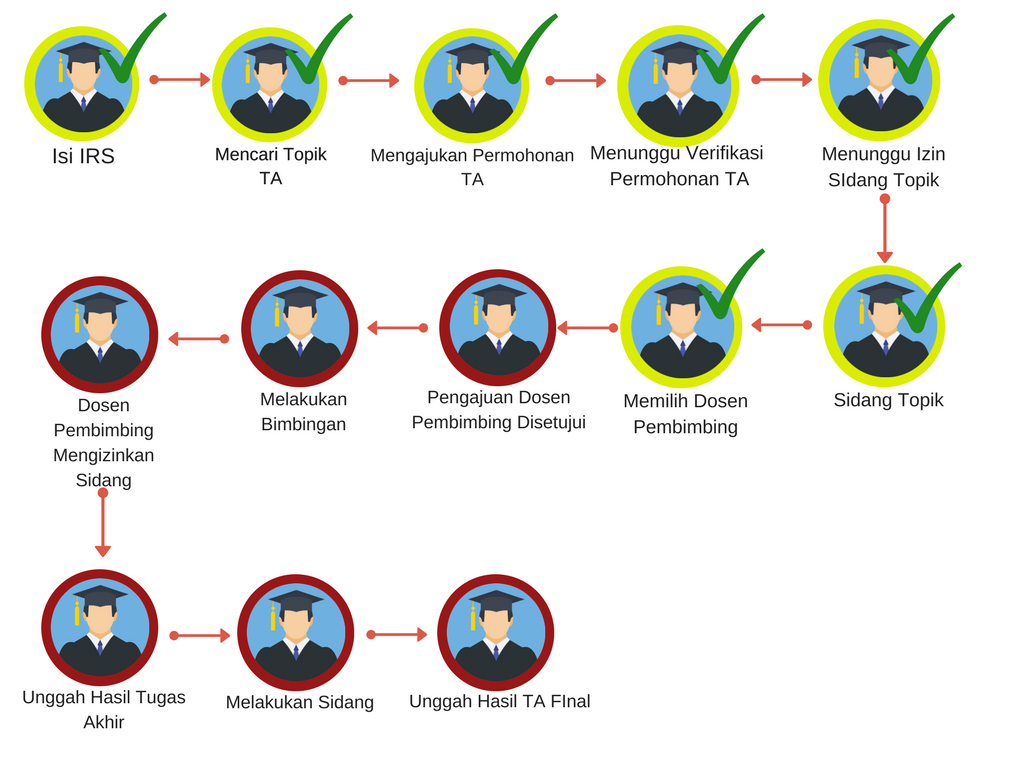 Isi IRS
Mencari Topik
TA
Mengajukan Permohonan
TA
Menunggu Verifikasi
Permohonan TA
Menunggu Izin
SIdang Topik
Sidang Topik
Memilih Dosen
Pembimbing
Pengajuan Dosen
Pembimbing Disetujui
Melakukan
Bimbingan
Dosen
Pembimbing
Mengizinkan
Sidang
Unggah Hasil Tugas
Akhir
Melakukan Sidang
Unggah Hasil TA FInal